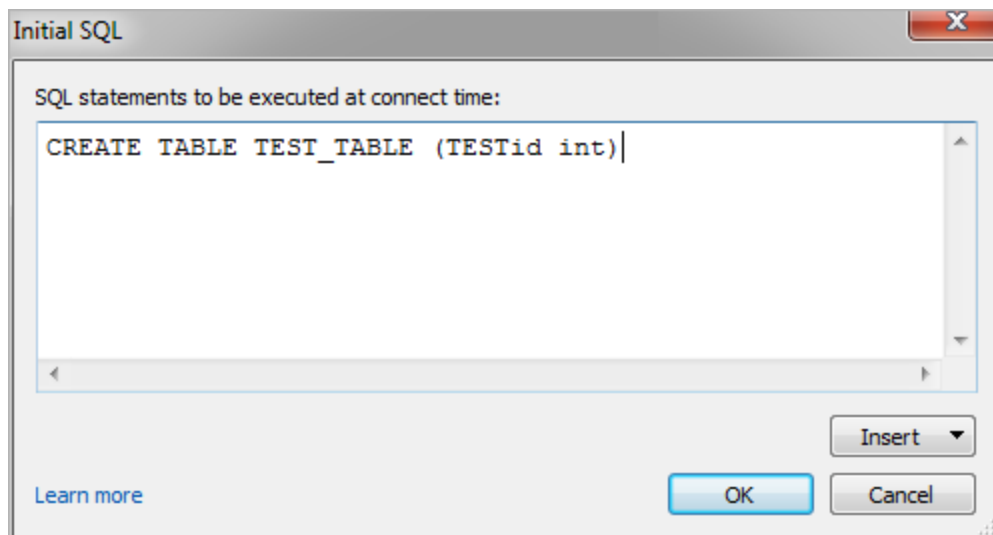 Initial SQL
SQL statements to be executed at connect time:
CREATE TABLE TEST_TABLE (TESTid int)
Insert
Learn more
OK
Cancel